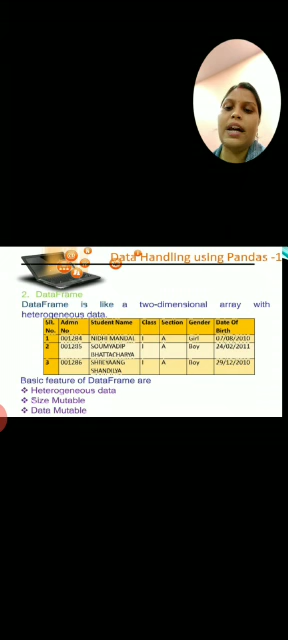 Data Handling using Pandas -1
2. DataFrame
DataFrame is like a two-dimensional array with
heterogeneous data.
SR. No. Admn No Student Name Class Section Gender Date Of Birth
1 001284 NIDHI MANDAL I A Girl 07/08/2010
2 001285 SOUMYADIP BHATTACHARYA I A Boy 24/02/2011
3 001286 SHREYAANG SHANDILYA I A Boy 29/12/2010
Basic feature of DataFrame are
❖ Heterogeneous data
❖ Size Mutable
❖ Data Mutable